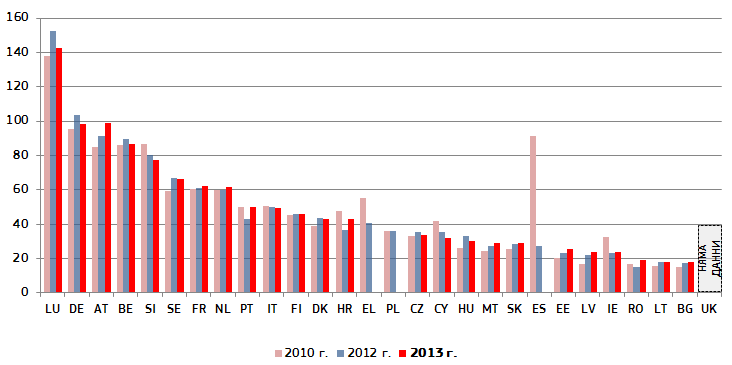 160
140
120
100
80
60
40
20
0
НЯМА
ДАННИ
LU DE AT BE SI SE FR NL PT IT FI DK HR EL PL CZ CY HU MT SK ES EE LV IE RO LT BG UK
2010 г. 2012 г. 2013 г.